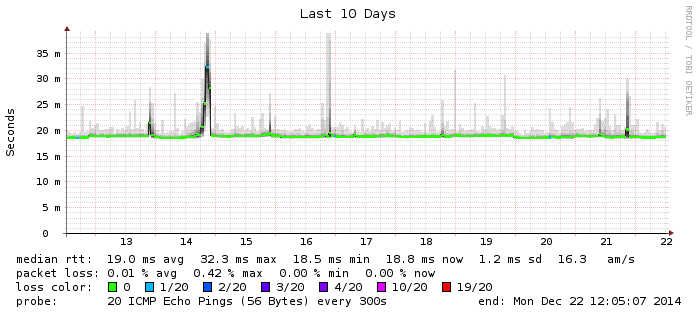 Last 10 Days
RRDTOOL / TOBI OETIKER
Seconds
35 m
30 m
25 m
20 m
15 m
10 m
5 m
0
13 14 15 16 17 18 19 20 21 22
median rtt: 19.0 ms avg 32.3 ms max 18.5 ms min 18.8 ms now 1.2 ms sd 16.3 am/s
packet loss: 0.01 % avg 0.42 % max 0.00 % min 0.00 % now
loss color: 0 1/20 2/20 3/20 4/20 10/20 19/20
probe: 20 ICMP Echo Pings (56 Bytes) every 300s end: Mon Dec 22 12:05:07 2014